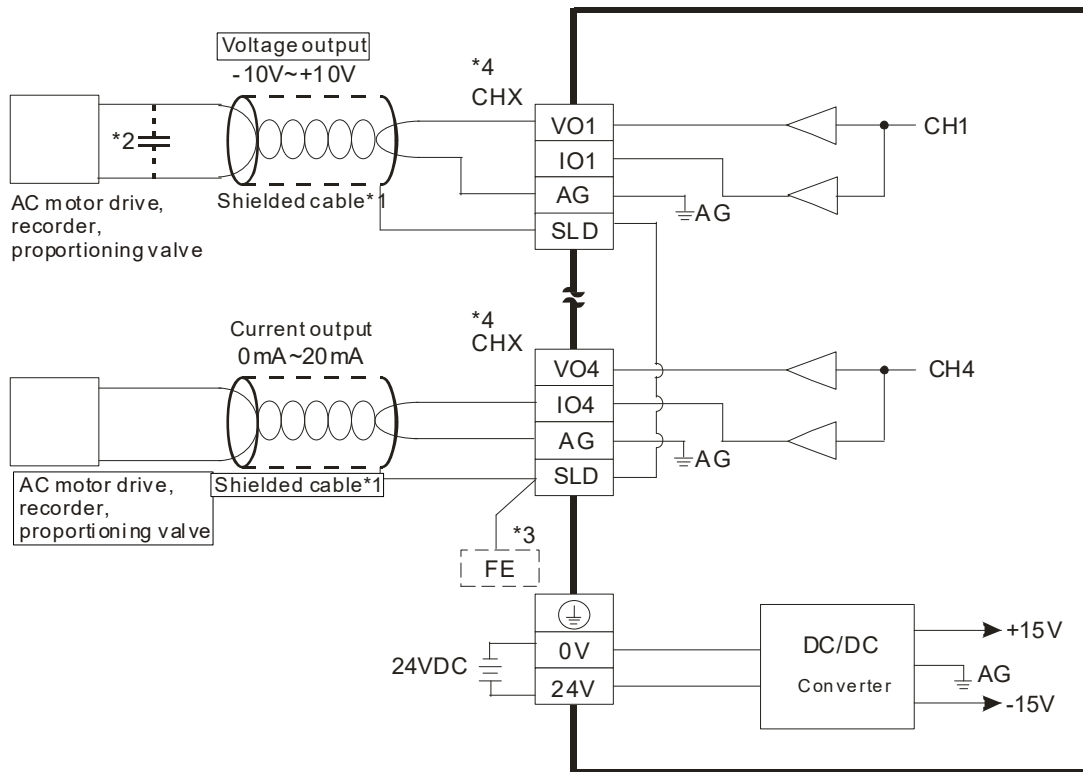 Voltage output
-10V~+10V
*4
CHX
*2
VO1
IO1
AG
SLD
CH1
AG
AC motor drive,
recorder,
proportioning valve
Shielded cable*1
Current output
0mA~20mA
*4
CHX
VO4
IO4
AG
SLD
CH4
AG
AC motor drive,
recorder,
proportioning valve
Shielded cable*1
*3
FE
24VDC
0V
24V
DC/DC
Converter
+15V
AG
-15V